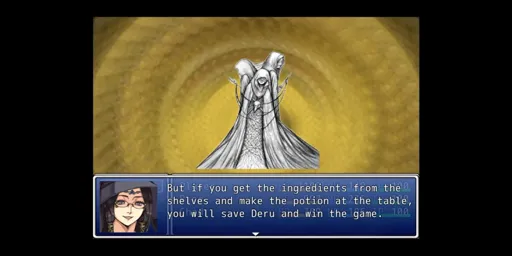 But if you get the ingredients from the
shelves and make the potion at the table,
you will save Deru and win the game.
100